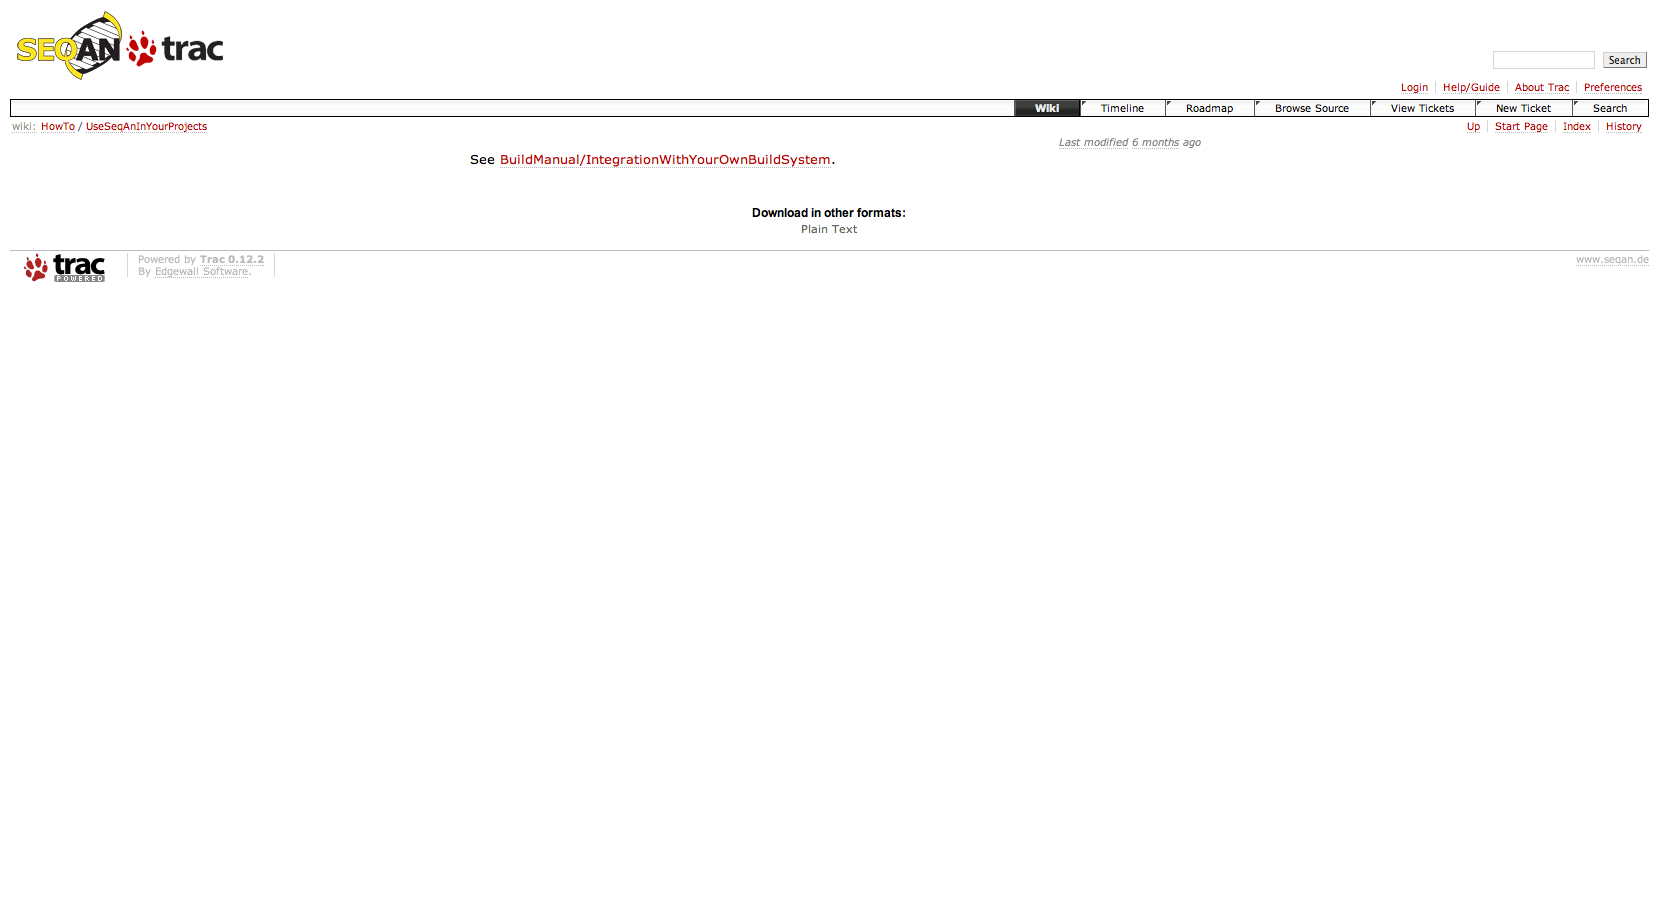 SEQAN trac
Search
Login Help/Guide About Trac Preferences
Wiki Timeline Roadmap Browse Source View Tickets New Ticket Search
wiki: HowTo / UseSeqAnInYourProjects
Up Start Page Index History
Last modified 6 months ago
See BuildManual/IntegrationWithYourOwnBuildSystem.
Download in other formats:
Plain Text
trac POWERED
Powered by Trac 0.12.2
By Edgewall Software.
www.seqan.de